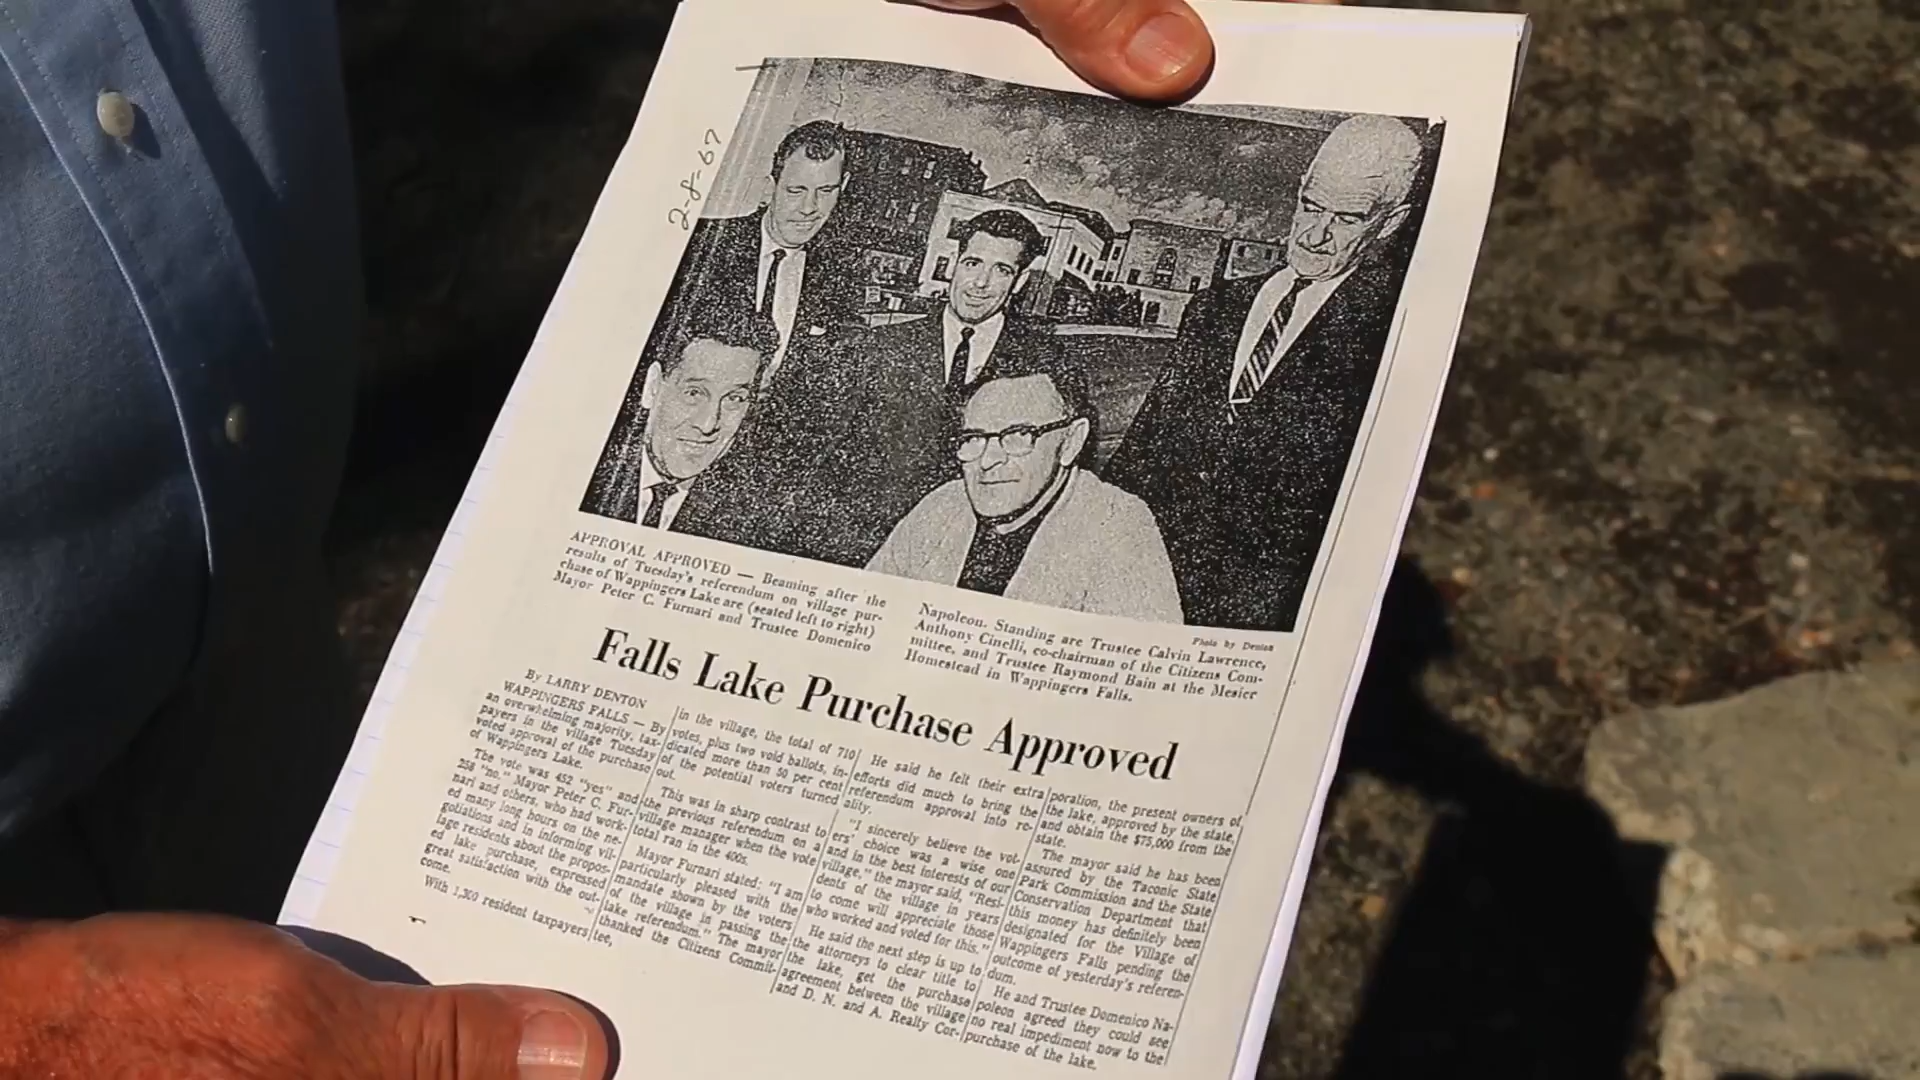 2-8-67
APPROVAL APPROVED — Beaming after the
results of Tuesday's referendum on village pur-
chase of Wappingers Lake are (seated left to right)
Mayor Peter C. Furnari and Trustee Domenico
Photo by Denton
Napoleon. Standing are Trustee Calvin Lawrence,
Anthony Cinelli, co-chairman of the Citizens Com-
mittee, and Trustee Raymond Bain at the Mesier
Homestead in Wappingers Falls.
Falls Lake Purchase Approved
By LARRY DENTON
WAPPINGERS FALLS — By
an overwhelming majority, tax-
payers in the village Tuesday
voted approval of the purchase
of Wappingers Lake.
The vote was 452 "yes" and
258 "no." Mayor Peter C. Fur-
nari and others, who had work-
ed many long hours on the ne-
gotiations and in informing vil-
lage residents about the propos-
ed lake purchase, expressed
great satisfaction with the out-
come.
With 1,300 resident taxpayers
in the village, the total of 710
votes, plus two void ballots, in-
dicated more than 50 per cent
of the potential voters turned
out.
This was in sharp contrast to
the previous referendum on a
village manager when the vote
total ran in the 400s.
Mayor Furnari stated: "I am
particularly pleased with the
mandate shown by the voters
of the village in passing the
lake referendum." The mayor
thanked the Citizens Commit-
tee,
He said he felt their extra
efforts did much to bring the
referendum approval into re-
ality.
"I sincerely believe the vot-
ers' choice was a wise one
and in the best interests of our
village," the mayor said, "Resi-
dents of the village in years
to come will appreciate those
who worked and voted for this."
He said the next step is up to
the attorneys to clear title to
the lake, get the purchase
agreement between the village
and D. N. and A. Realty Cor-
poration, the present owners of
the lake, approved by the state,
and obtain the $75,000 from the
state.
The mayor said he has been
assured by the Taconic State
Park Commission and the State
Conservation Department that
this money has definitely been
designated for the Village of
Wappingers Falls pending the
outcome of yesterday's referen-
dum.
He and Trustee Domenico Na-
poleon agreed they could see
no real impediment now to the
purchase of the lake.